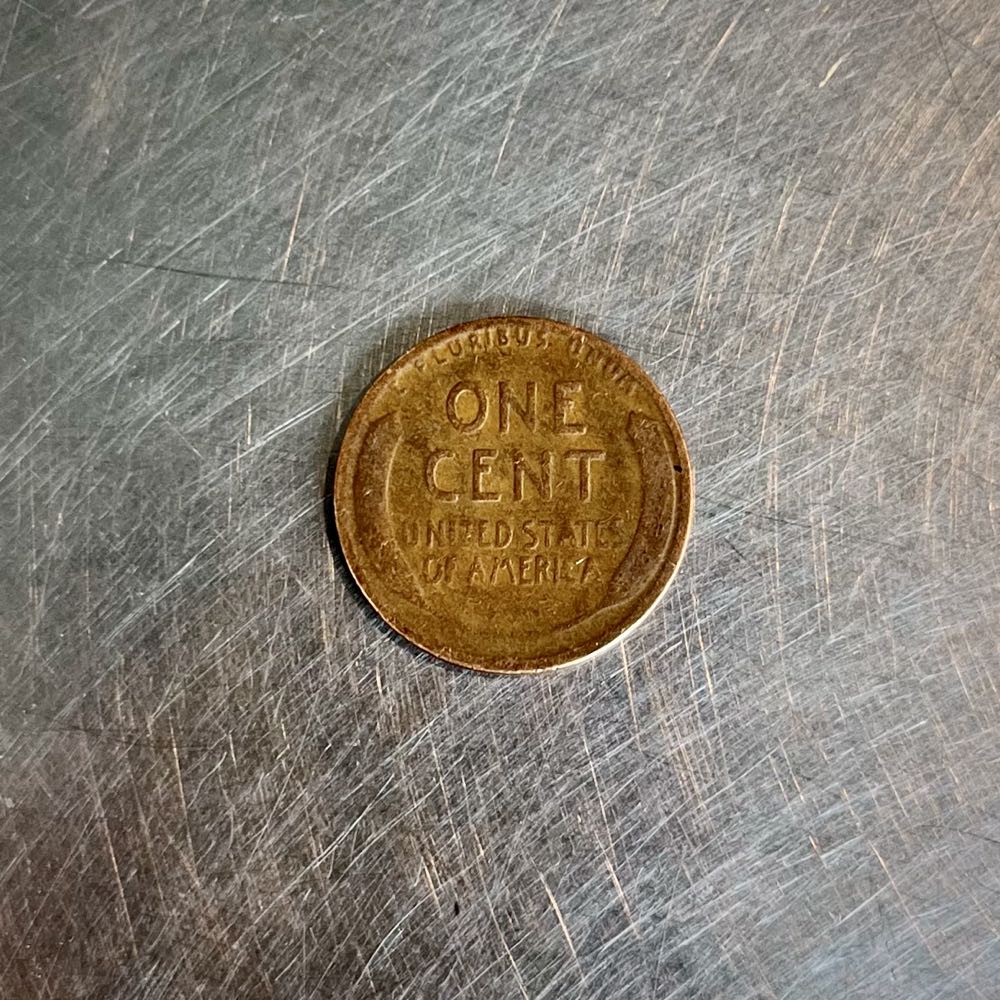 PLURIBUS UNUM
ONE
CENT
UNITED STATES
OF AMERICA